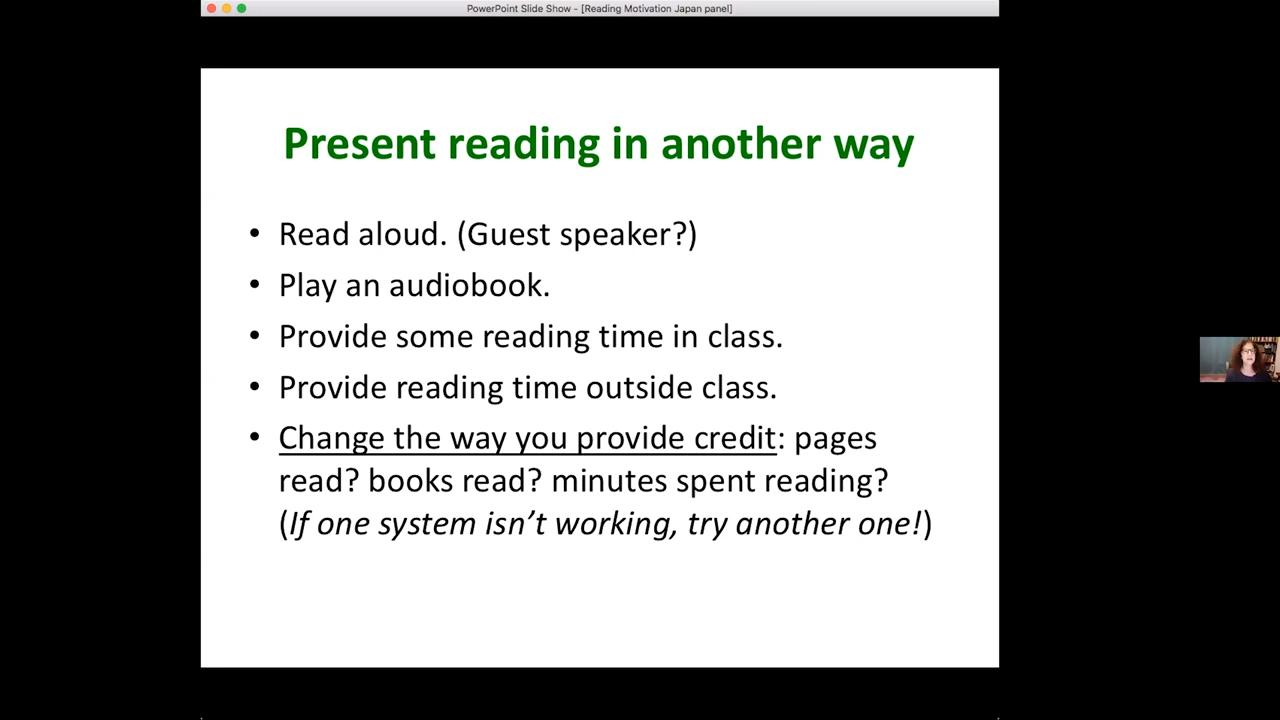 PowerPoint Slide Show - [Reading Motivation Japan panel]
Present reading in another way
• Read aloud. (Guest speaker?)
• Play an audiobook.
• Provide some reading time in class.
• Provide reading time outside class.
• Change the way you provide credit: pages
read? books read? minutes spent reading?
(If one system isn’t working, try another one!)